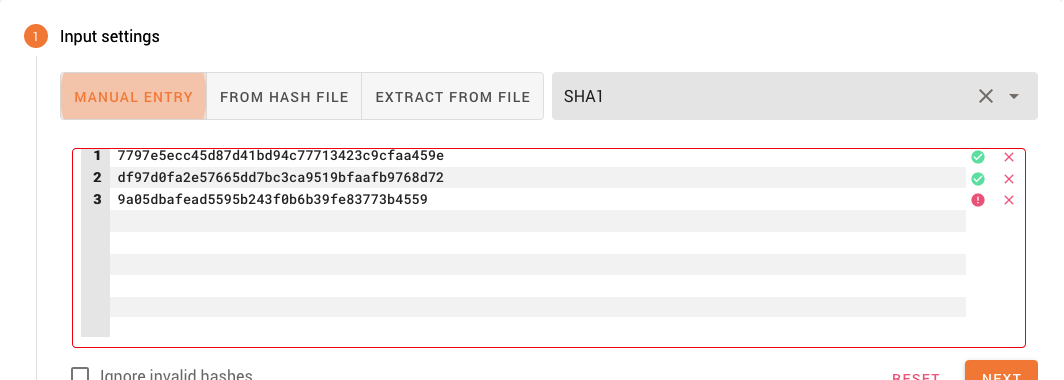 1 Input settings
MANUAL ENTRY FROM HASH FILE EXTRACT FROM FILE SHA1
1 7797e5ecc45d87d41bd94c77713423c9cfaa459e
2 df97d0fa2e57665dd7bc3ca9519bfaafb9768d72
3 9a05dbafead5595b243f0b6b39fe83773b4559
Ignore invalid hashes RESET NEXT